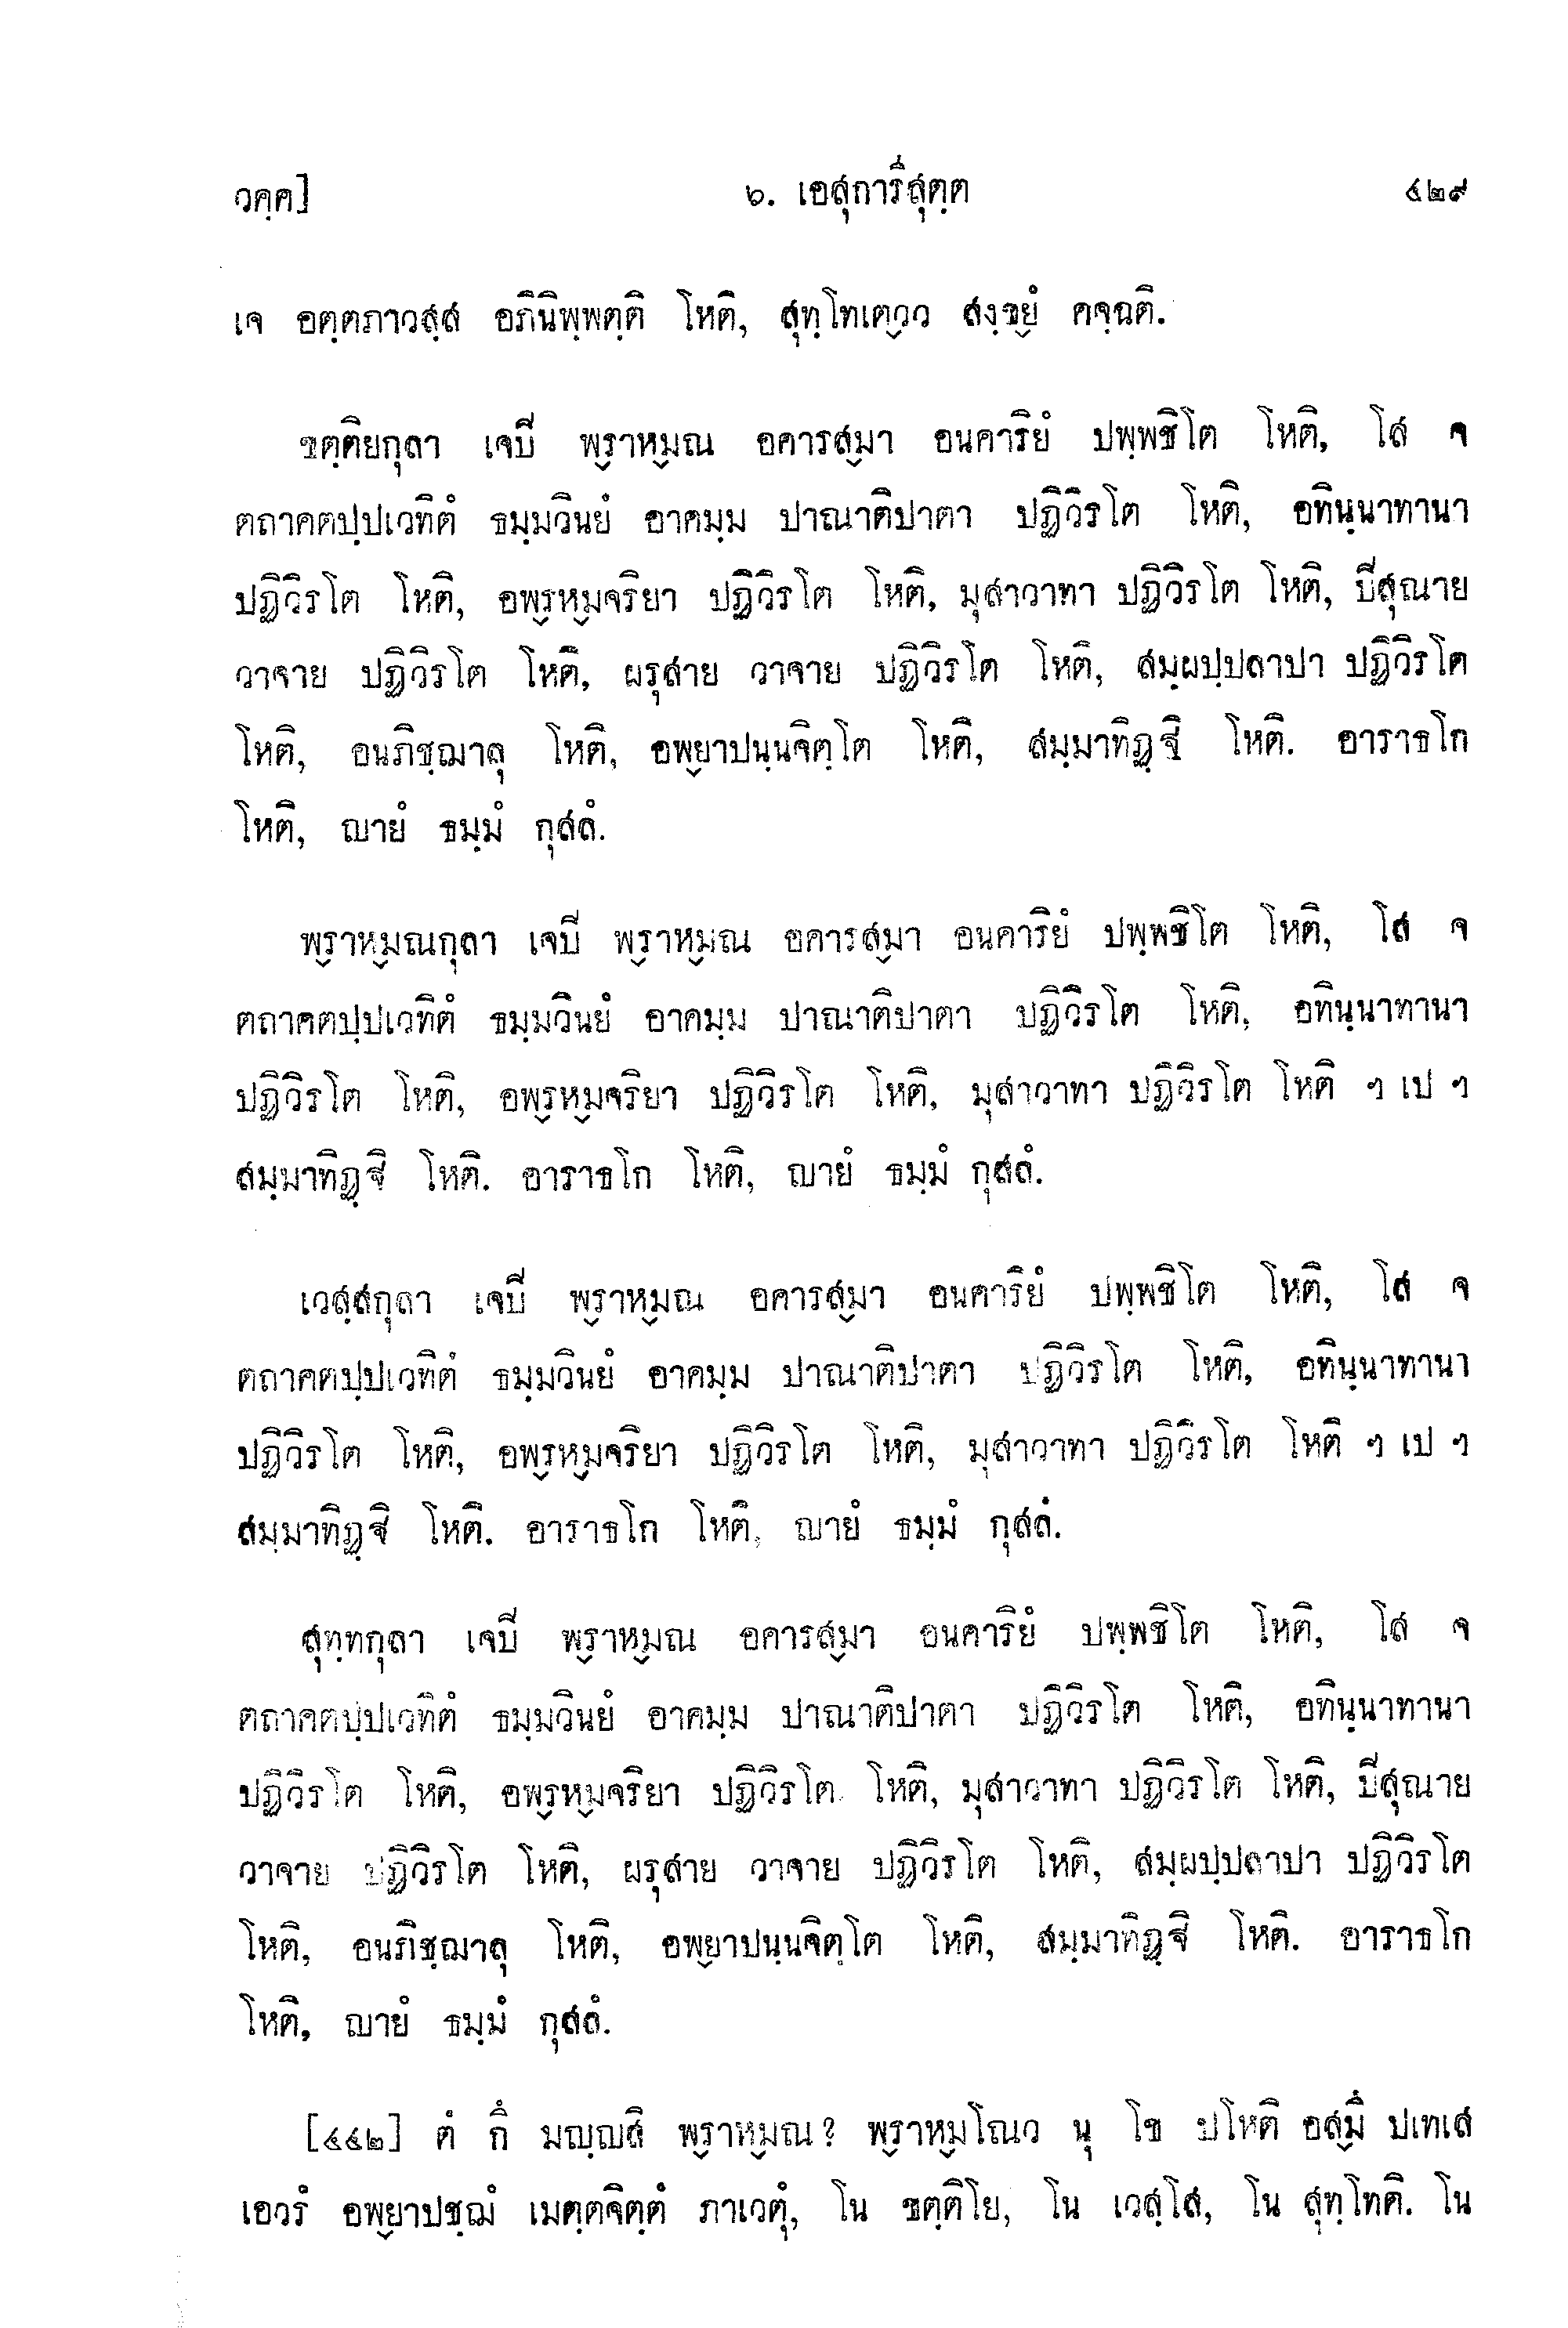 วคฺค]
๖. เอสุการิํสุตฺต
๔๒๙
เจ อตฺตภาวสฺส อภินิพฺพตฺติ โหติ, สุทฺโทเตฺวว สงฺขฺยํ คจฺฉติ.
ขตฺติยกุลา เจปิ พฺราหฺมณ อคารสฺมา อนคาริยํ ปพฺพชิโต โหติ, โส จ
ตถาคตปฺปเวทิตํ ธมฺมวินยํ อาคมฺม ปาณาติปาตา ปฏิวิรโต โหติ, อทินฺนาทานา
ปฏิวิรโต โหติ, อพฺรหฺมจริยา ปฏิวิรโต โหติ, มุสาวาทา ปฏิวิรโต โหติ, ปิสุณาย
วาจาย ปฏิวิรโต โหติ, ผรุสาย วาจาย ปฏิวิรโต โหติ, สมฺผปฺปลาปา ปฏิวิรโต
โหติ, อนภิชฺฌาลุ โหติ, อพฺยาปนฺนจิตฺโต โหติ, สมฺมาทิฏฺฐิ โหติ. อาราธโก
โหติ, ญายํ ธมฺมํ กุสลํ.
พฺราหฺมณกุลา เจปิ พฺราหฺมณ อคารสฺมา อนคาริยํ ปพฺพชิโต โหติ, โส จ
ตถาคตปฺปเวทิตํ ธมฺมวินยํ อาคมฺม ปาณาติปาตา ปฏิวิรโต โหติ, อทินฺนาทานา
ปฏิวิรโต โหติ, อพฺรหฺมจริยา ปฏิวิรโต โหติ, มุสาวาทา ปฏิวิรโต โหติ ฯ เป ฯ
สมฺมาทิฏฺฐิ โหติ. อาราธโก โหติ, ญายํ ธมฺมํ กุสลํ.
เวสฺสกุลา เจปิ พฺราหฺมณ อคารสฺมา อนคาริยํ ปพฺพชิโต โหติ, โส จ
ตถาคตปฺปเวทิตํ ธมฺมวินยํ อาคมฺม ปาณาติปาตา ปฏิวิรโต โหติ, อทินฺนาทานา
ปฏิวิรโต โหติ, อพฺรหฺมจริยา ปฏิวิรโต โหติ, มุสาวาทา ปฏิวิรโต โหติ ฯ เป ฯ
สมฺมาทิฏฺฐิ โหติ. อาราธโก โหติ, ญายํ ธมฺมํ กุสลํ.
สุทฺทกุลา เจปิ พฺราหฺมณ อคารสฺมา อนคาริยํ ปพฺพชิโต โหติ, โส จ
ตถาคตปฺปเวทิตํ ธมฺมวินยํ อาคมฺม ปาณาติปาตา ปฏิวิรโต โหติ, อทินฺนาทานา
ปฏิวิรโต โหติ, อพฺรหฺมจริยา ปฏิวิรโต โหติ, มุสาวาทา ปฏิวิรโต โหติ, ปิสุณาย
วาจาย ปฏิวิรโต โหติ, ผรุสาย วาจาย ปฏิวิรโต โหติ, สมฺผปฺปลาปา ปฏิวิรโต
โหติ, อนภิชฺฌาลุ โหติ, อพฺยาปนฺนจิตฺโต โหติ, สมฺมาทิฏฺฐิ โหติ. อาราธโก
โหติ, ญายํ ธมฺมํ กุสลํ.
[๔๔๒] ตํ กิํ มญฺญสิ พฺราหฺมณ? พฺราหฺมโณว นุ โข ปโหติ อสฺมิํ ปเทเส
เอวรํ อพฺยาปชฺฌํ เมตฺตจิตฺตํ ภาเวตุํ, โน ขตฺติโย, โน เวสฺโส, โน สุทฺโทติ. โน